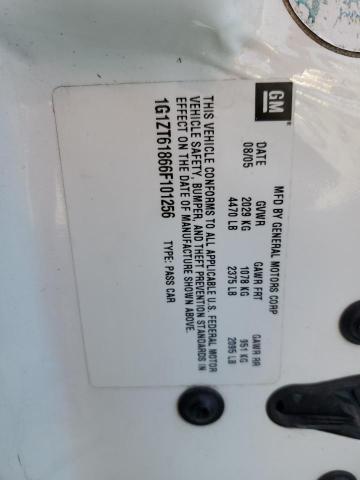 GM
MFD BY GENERAL MOTORS CORP
DATE GVWR GAWR FRT GAWR RR
08/05 2029 KG 1078 KG 951 KG
4470 LB 2375 LB 2095 LB
THIS VEHICLE CONFORMS TO ALL APPLICABLE U.S. FEDERAL MOTOR
VEHICLE SAFETY, BUMPER, AND THEFT PREVENTION STANDARDS IN
EFFECT ON THE DATE OF MANUFACTURE SHOWN ABOVE.
1G1ZT61866F101256 TYPE: PASS CAR